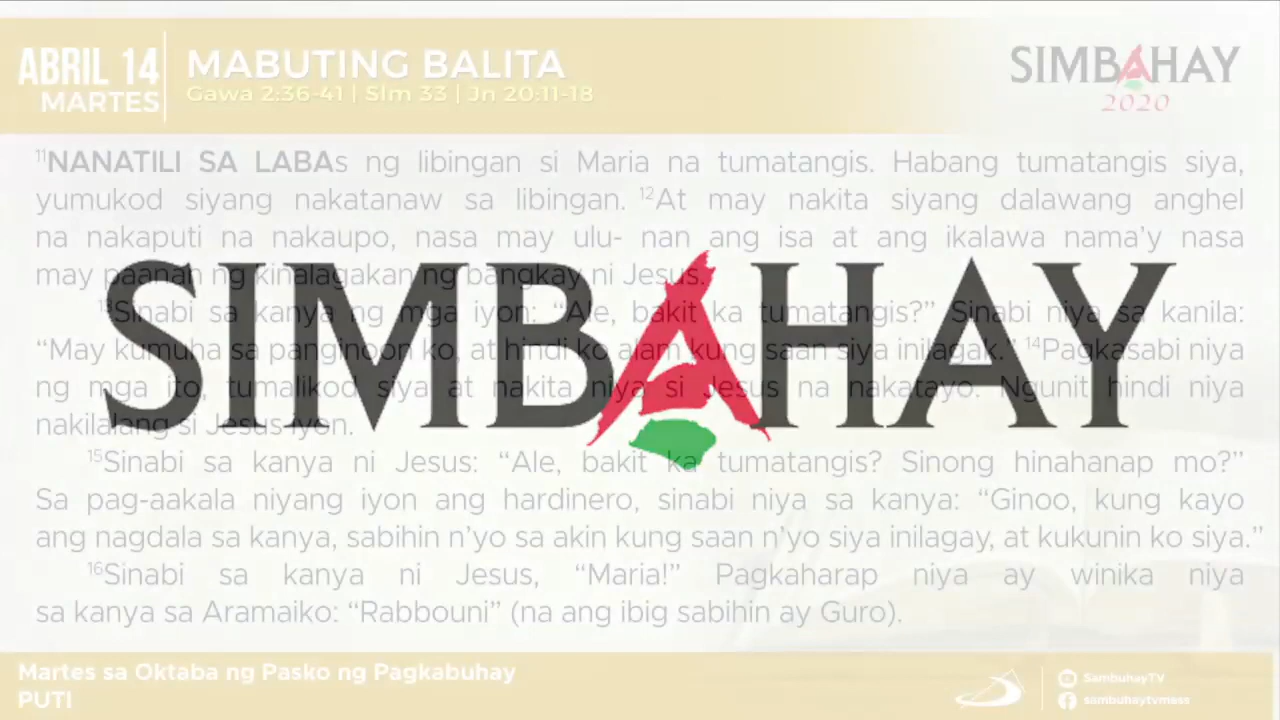 ABRIL 14
MARTES
MABUTING BALITA
Gawa 2:36-41 | Slm 33 | Jn 20:11-18
SIMBAHAY
2020
11NANATILI SA LABAs ng libingan si Maria na tumatangis. Habang tumatangis siya,
yumukod siyang nakatanaw sa libingan. 12At may nakita siyang dalawang anghel
na nakaputi na nakaupo, nasa may ulu- nan ang isa at ang ikalawa nama’y nasa
may paanan ng kinalagakan ng bangkay ni Jesus.
13Sinabi sa kanya ng mga iyon: “Ale, bakit ka tumatangis?” Sinabi niya sa kanila:
“May kumuha sa panginoon ko, at hindi ko alam kung saan siya inilagak.” 14Pagkasabi niya
ng mga ito, tumalikod siya at nakita niya si Jesus na nakatayo. Ngunit hindi niya
nakilalang si Jesus iyon.
SIMBAHAY
15Sinabi sa kanya ni Jesus: “Ale, bakit ka tumatangis? Sinong hinahanap mo?”
Sa pag-aakala niyang iyon ang hardinero, sinabi niya sa kanya: “Ginoo, kung kayo
ang nagdala sa kanya, sabihin n’yo sa akin kung saan n’yo siya inilagay, at kukunin ko siya.”
16Sinabi sa kanya ni Jesus, “Maria!” Pagkaharap niya ay winika niya
sa kanya sa Aramaiko: “Rabbouni” (na ang ibig sabihin ay Guro).
Martes sa Oktaba ng Pasko ng Pagkabuhay
PUTI
SambuhayTV
sambuhaytvmass